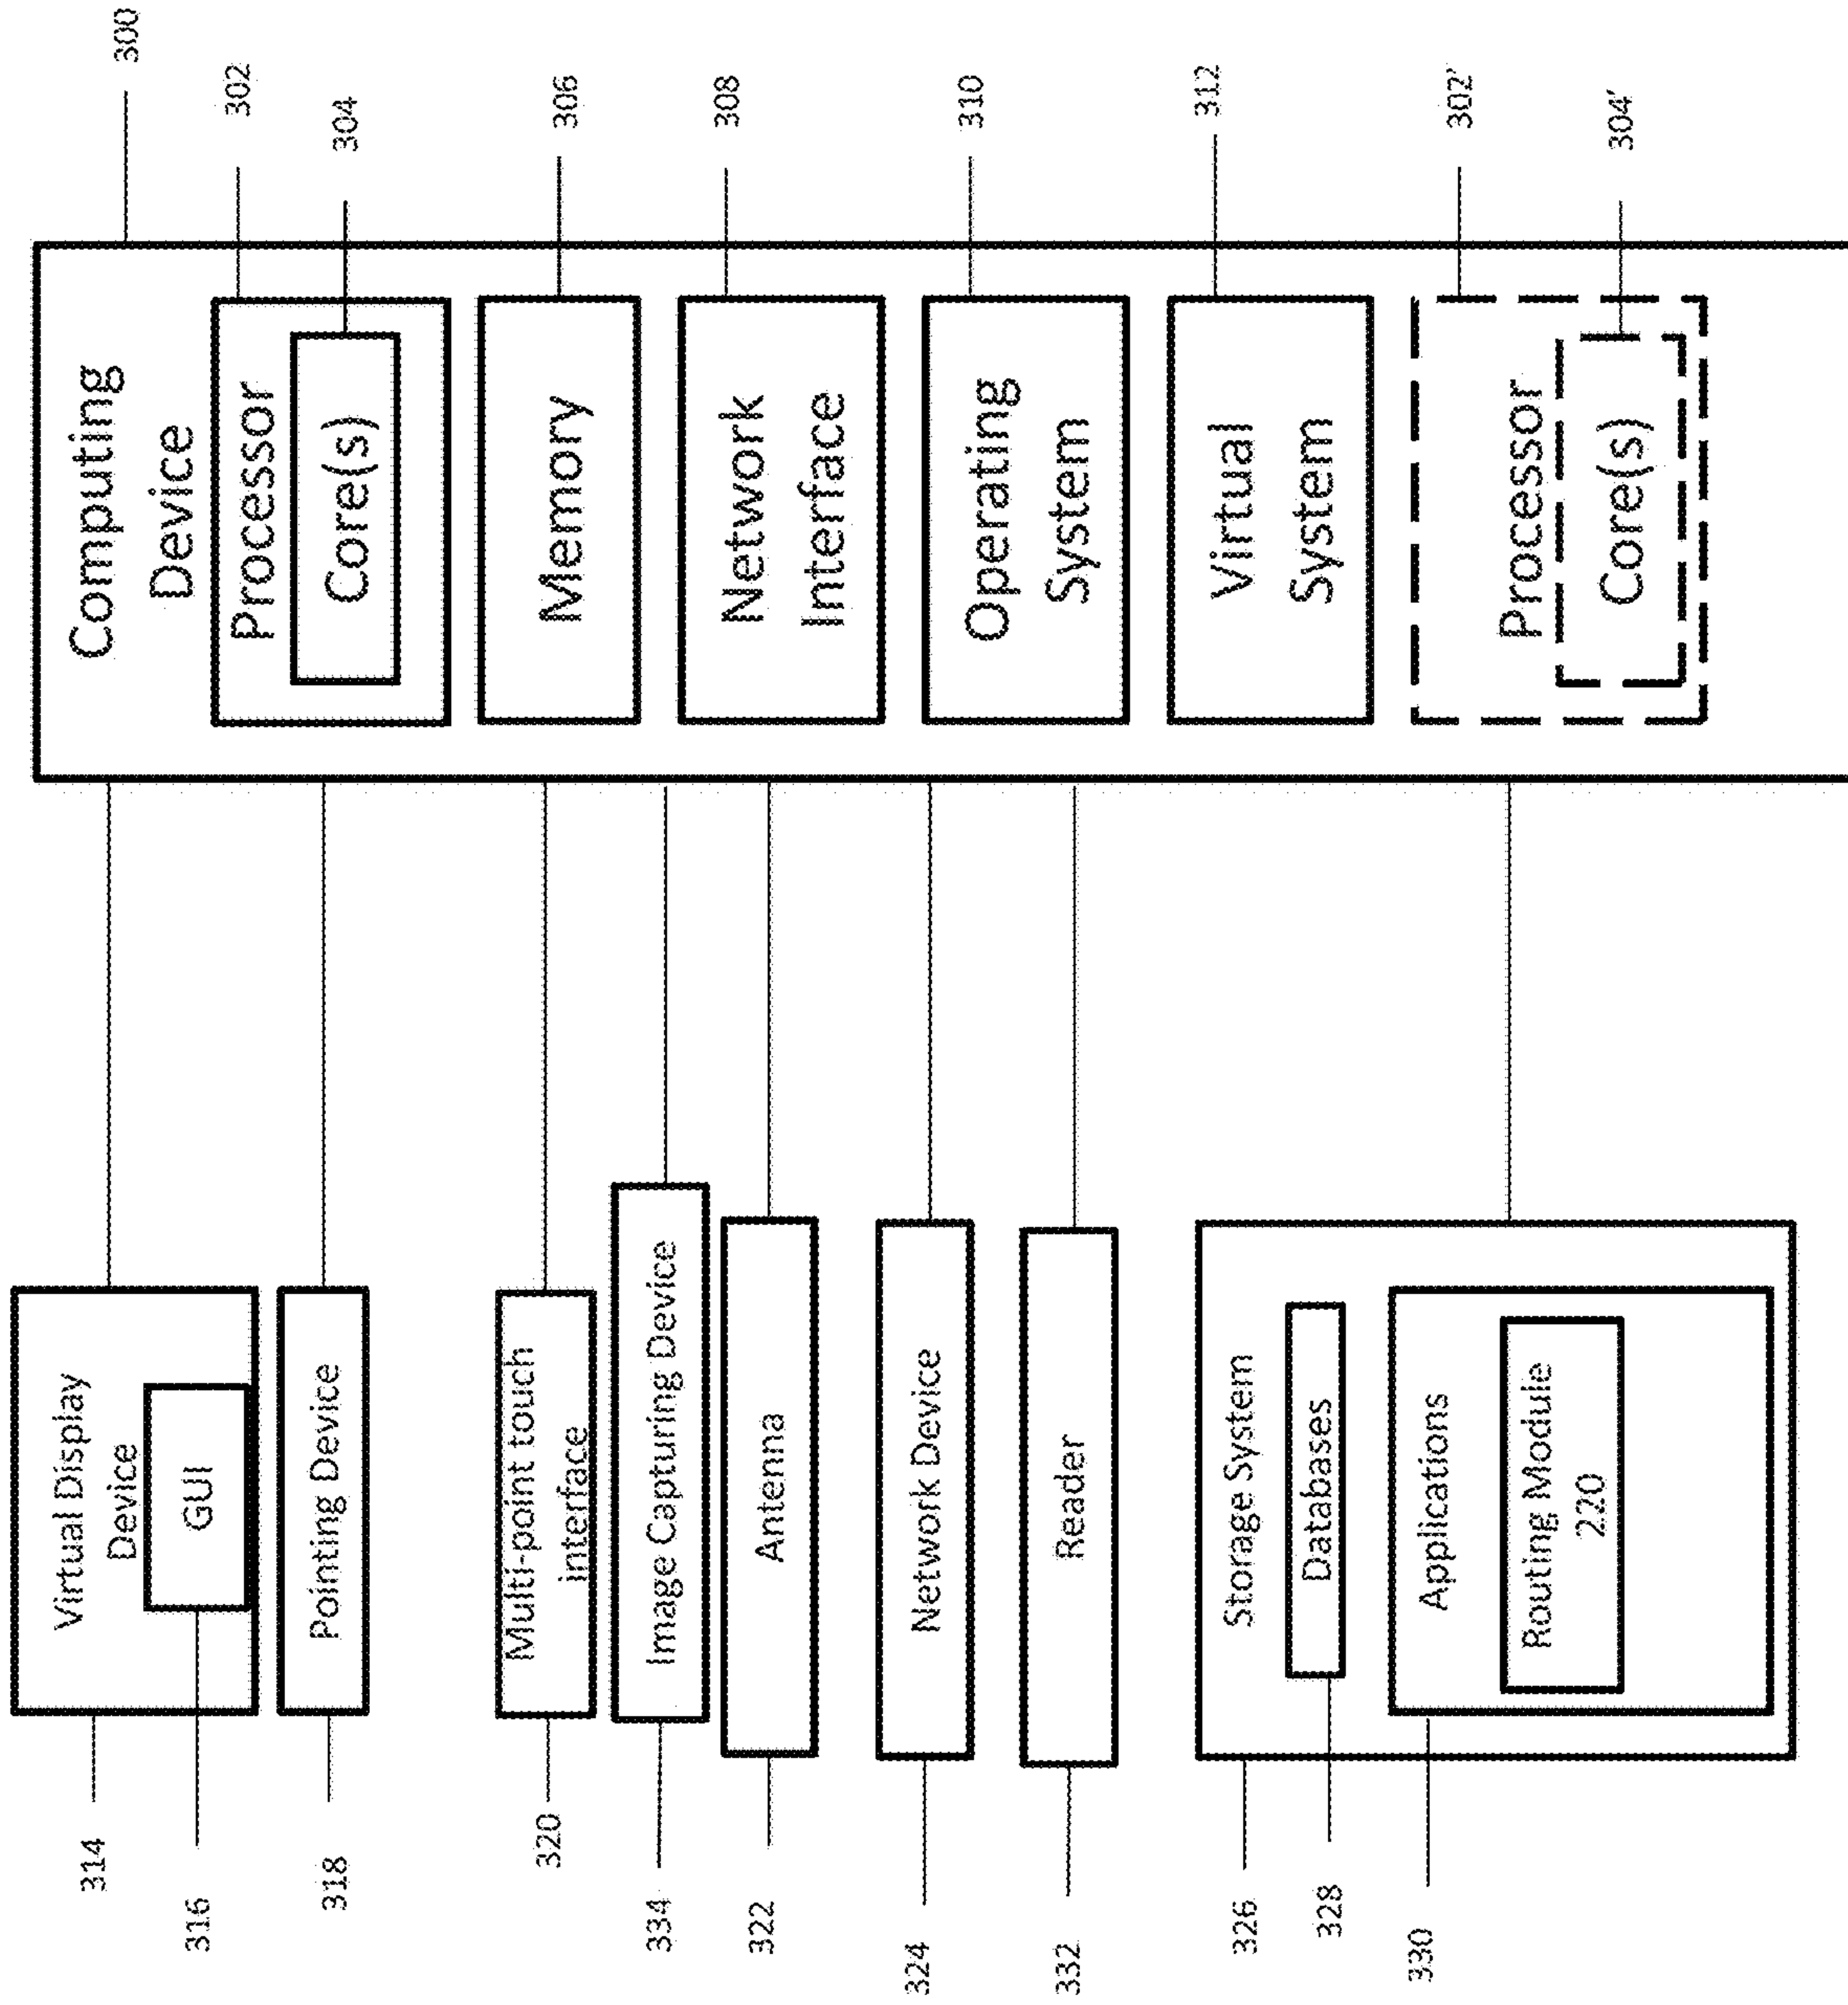 300
302
304
306
308
310
312
302'
304'
Computing
Device
Processor
Core(s)
Memory
Network
Interface
Operating
System
Virtual
System
Processor
Core(s)
Virtual Display
Device
GUI
Pointing Device
Multi-point touch
interface
Image Capturing Device
Antenna
Network Device
Reader
Storage System
Databases
Applications
Routing Module
220
314
316
318
320
334
322
324
332
326
328
330